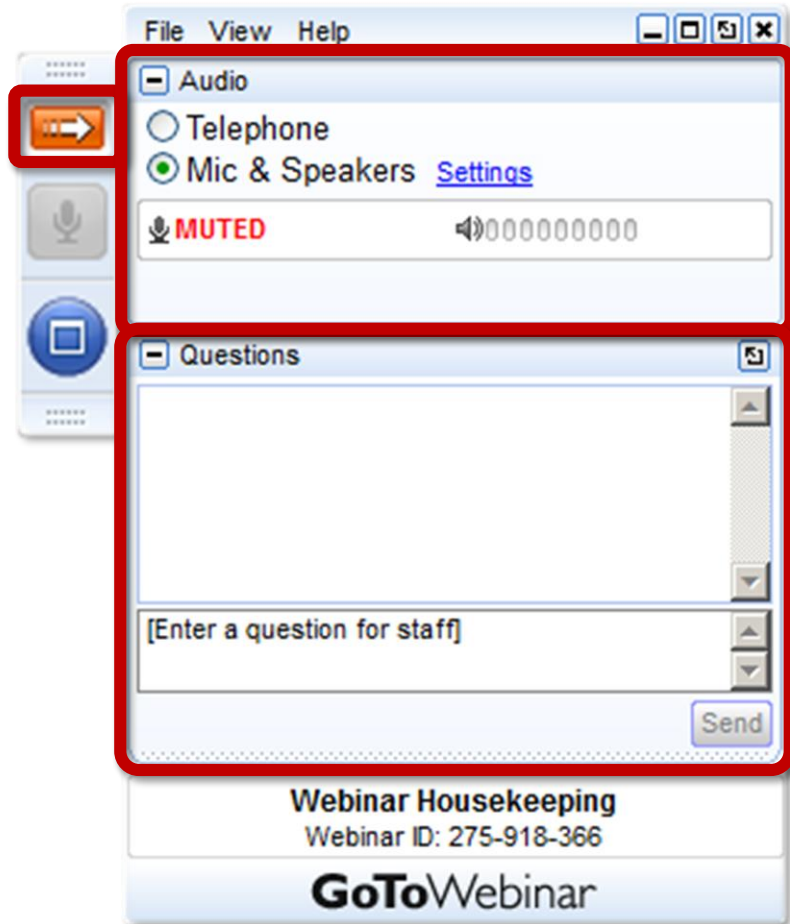 File View Help
Audio
Telephone
Mic & Speakers Settings
MUTED
Questions
[Enter a question for staff]
Send
Webinar Housekeeping
Webinar ID: 275-918-366
GoToWebinar